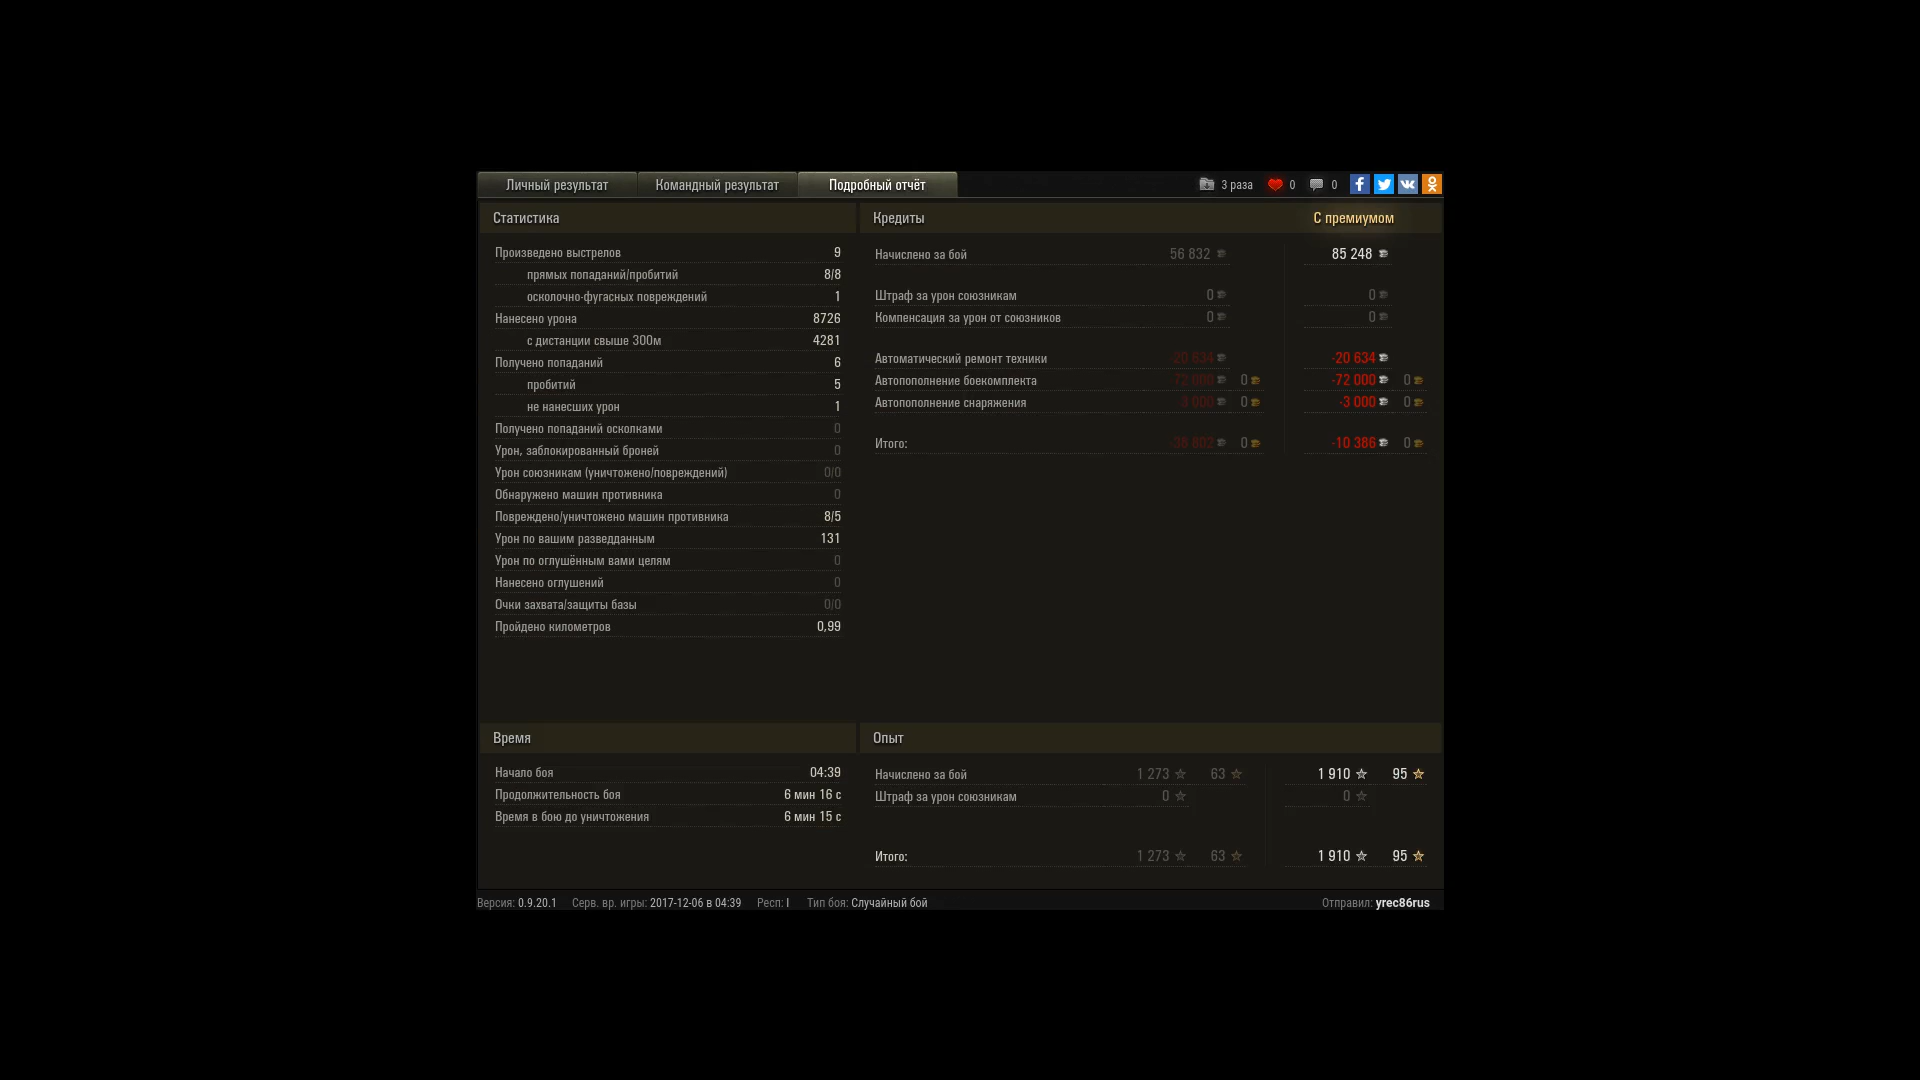 Личный результат Командный результат Подробный отчёт 3 раза 0 0
Статистика
Произведено выстрелов 9
прямых попаданий/пробитий 8/8
осколочно-фугасных повреждений 1
Нанесено урона 8726
с дистанции свыше 300м 4281
Получено попаданий 6
пробитий 5
не нанесших урон 1
Получено попаданий осколками 0
Урон, заблокированный броней 0
Урон союзникам (уничтожено/повреждений) 0/0
Обнаружено машин противника 0
Повреждено/уничтожено машин противника 8/5
Урон по вашим разведданным 131
Урон по оглушённым вами целям 0
Нанесено оглушений 0
Очки захвата/защиты базы 0/0
Пройдено километров 0,99
Кредиты С премиумом
Начислено за бой 56 832 85 248
Штраф за урон союзникам 0 0
Компенсация за урон от союзников 0 0
Автоматический ремонт техники -20 634 -20 634
Автопополнение боекомплекта -72 000 0 -72 000 0
Автопополнение снаряжения -3 000 0 -3 000 0
Итого: -38 802 0 -10 386 0
Время
Начало боя 04:39
Продолжительность боя 6 мин 16 с
Время в бою до уничтожения 6 мин 15 с
Опыт
Начислено за бой 1 273 63 1 910 95
Штраф за урон союзникам 0 0
Итого: 1 273 63 1 910 95
Версия: 0.9.20.1 Серв. вр. игры: 2017-12-06 в 04:39 Респ: I Тип боя: Случайный бой Отправил: yrec86rus